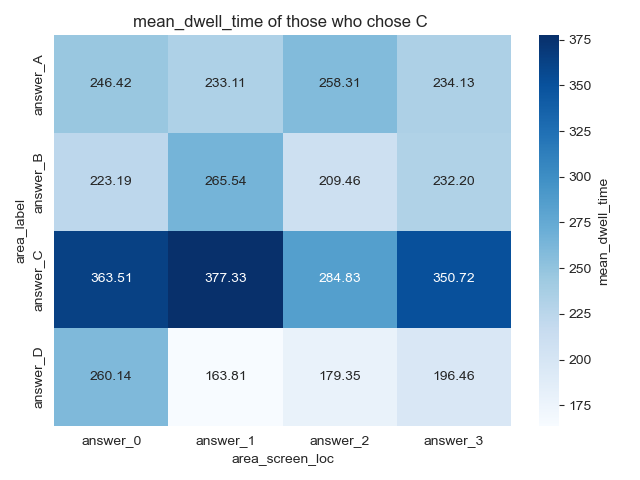 mean_dwell_time of those who chose C
answer_A 246.42 233.11 258.31 234.13
answer_B 223.19 265.54 209.46 232.20
answer_C 363.51 377.33 284.83 350.72
answer_D 260.14 163.81 179.35 196.46
answer_0 answer_1 answer_2 answer_3
area_screen_loc
area_label
375
350
325
300
275
250
225
200
175
mean_dwell_time